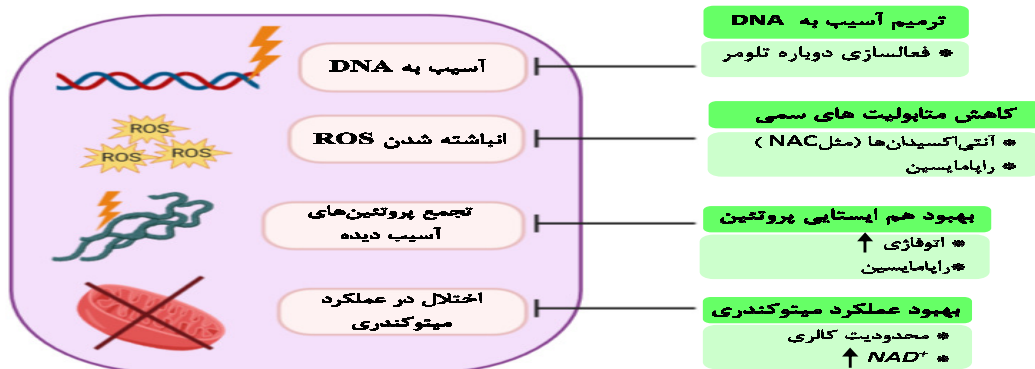 آسیب به DNA
ترمیم آسیب به DNA
* فعالسازی دوباره تلومر
ROS
ROS
ROS
انباشته شدن ROS
کاهش متابولیت های سمی
* آنتی‌اکسیدان‌ها (مثلNAC )
* راپامایسین
تجمع پروتئین‌های
آسیب دیده
بهبود هم ایستایی پروتئین
* اتوفاژی ↑
*راپامایسین
اختلال در عملکرد
میتوکندری
بهبود عملکرد میتوکندری
* محدودیت کالری
* NAD⁺ ↑